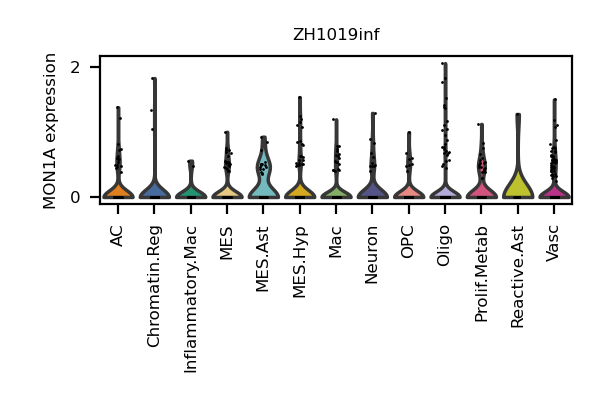 ZH1019inf
MON1A expression
2
0
AC
Chromatin.Reg
Inflammatory.Mac
MES
MES.Ast
MES.Hyp
Mac
Neuron
OPC
Oligo
Prolif.Metab
Reactive.Ast
Vasc